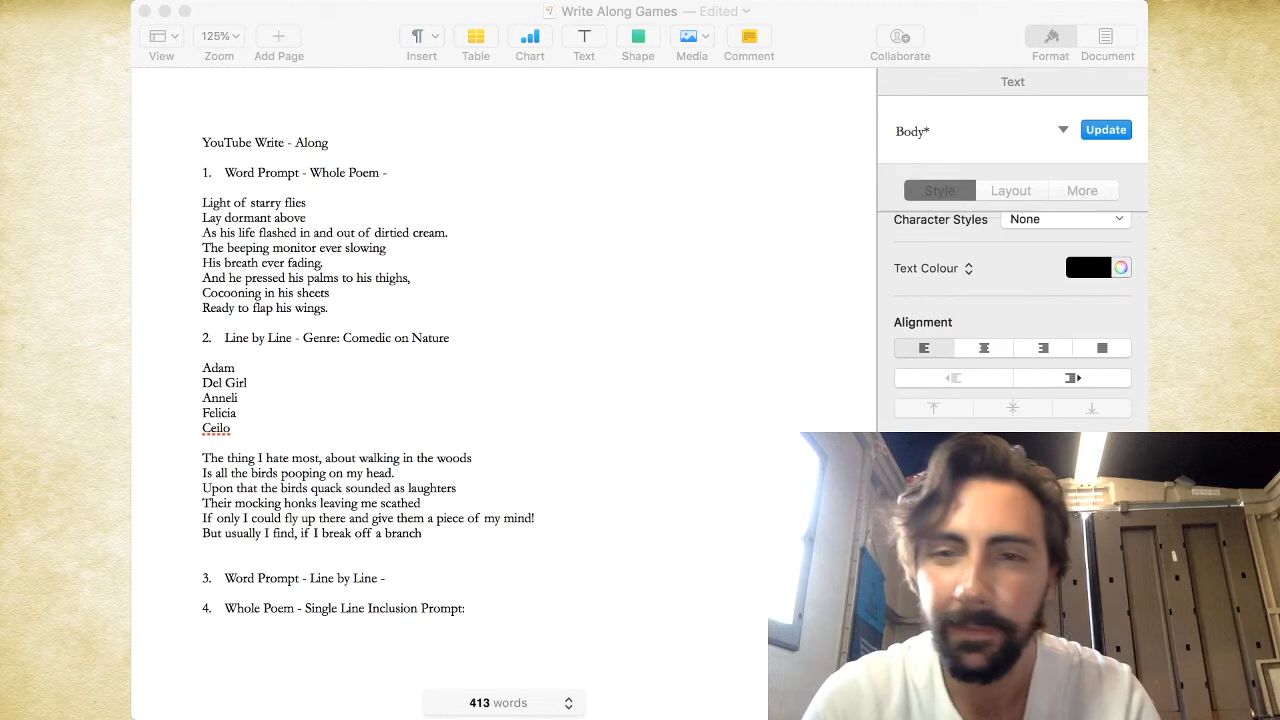 Write Along Games — Edited
125%
View
Zoom
Add Page
Insert
Table
Chart
Text
Shape
Media
Comment
Collaborate
Format
Document
Text
Body*
Update
Style
Layout
More
Character Styles
None
Text Colour
Alignment
YouTube Write - Along
1. Word Prompt - Whole Poem -
Light of starry flies
Lay dormant above
As his life flashed in and out of dirtied cream.
The beeping monitor ever slowing
His breath ever fading.
And he pressed his palms to his thighs,
Cocooning in his sheets
Ready to flap his wings.
2. Line by Line - Genre: Comedic on Nature
Adam
Del Girl
Anneli
Felicia
Ceilo
The thing I hate most, about walking in the woods
Is all the birds pooping on my head.
Upon that the birds quack sounded as laughters
Their mocking honks leaving me scathed
If only I could fly up there and give them a piece of my mind!
But usually I find, if I break off a branch
3. Word Prompt - Line by Line -
4. Whole Poem - Single Line Inclusion Prompt:
413 words